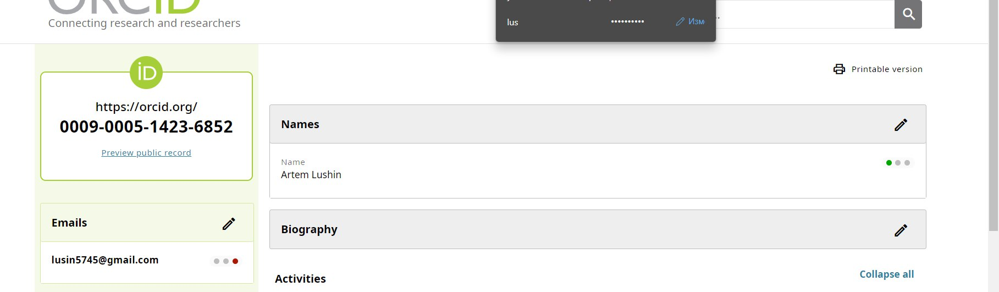 ORCID
Connecting research and researchers
lus •••••••••• Изм
iD
https://orcid.org/
0009-0005-1423-6852
Preview public record
Emails
lusin5745@gmail.com
Printable version
Names
Name
Artem Lushin
Biography
Activities
Collapse all